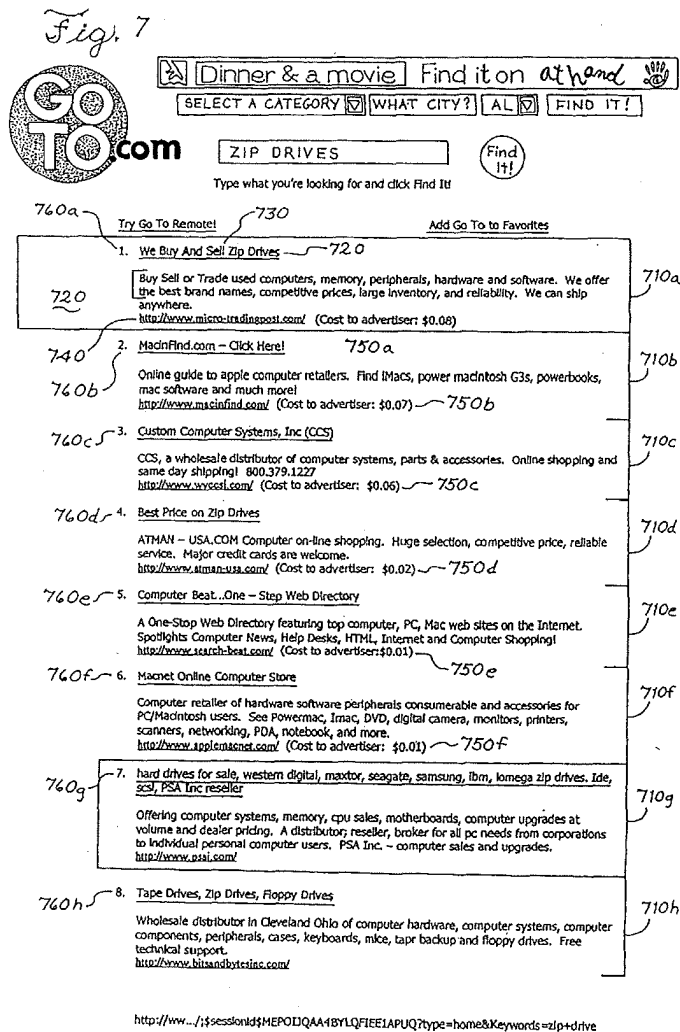 Fig. 7
Dinner & a movie Find it on at hand
SELECT A CATEGORY WHAT CITY? AL FIND IT!
GO TO.com
ZIP DRIVES Find It!
Type what you're looking for and click Find It!
760a 730
Try Go To Remote! Add Go To to Favorites
1. We Buy And Sell Zip Drives 720
Buy Sell or Trade used computers, memory, peripherals, hardware and software. We offer 710a
720 the best brand names, competitive prices, large inventory, and reliability. We can ship
anywhere.
http://www.micro-tradingpost.com/ (Cost to advertiser: $0.08)
740 2. MacinFind.com – Click Here! 750a
710b
760b Online guide to apple computer retailers. Find iMacs, power macintosh G3s, powerbooks,
mac software and much more!
http://www.macinfind.com/ (Cost to advertiser: $0.07) 750b
760c 3. Custom Computer Systems, Inc (CCS) 710c
CCS, a wholesale distributor of computer systems, parts & accessories. Online shopping and
same day shipping! 800.379.1227
http://www.wyccsi.com/ (Cost to advertiser: $0.06) 750c
760d 4. Best Price on Zip Drives 710d
ATMAN – USA.COM Computer on-line shopping. Huge selection, competitive price, reliable
service. Major credit cards are welcome.
http://www.atman-usa.com/ (Cost to advertiser: $0.02) 750d
760e 5. Computer Beat...One – Step Web Directory 710e
A One-Stop Web Directory featuring top computer, PC, Mac web sites on the Internet.
Spotlights Computer News, Help Desks, HTML, Internet and Computer Shopping!
http://www.search-beat.com/ (Cost to advertiser:$0.01) 750e
760f 6. Macnet Online Computer Store 710f
Computer retailer of hardware software peripherals consumerable and accessories for
PC/Macintosh users. See Powermac, Imac, DVD, digital camera, monitors, printers,
scanners, networking, PDA, notebook, and more.
http://www.applemacnet.com/ (Cost to advertiser: $0.01) 750f
760g 7. hard drives for sale, western digital, maxtor, seagate, samsung, ibm, iomega zip drives. Ide, 710g
scsi, PSA Inc reseller
Offering computer systems, memory, cpu sales, motherboards, computer upgrades at
volume and dealer pricing. A distributor, reseller, broker for all pc needs from corporations
to individual personal computer users. PSA Inc. – computer sales and upgrades.
http://www.psai.com/
760h 8. Tape Drives, Zip Drives, Floppy Drives 710h
Wholesale distributor in Cleveland Ohio of computer hardware, computer systems, computer
components, peripherals, cases, keyboards, mice, tapr backup and floppy drives. Free
technical support.
http://www.bitsandbytesinc.com/
http://ww.../;$sessionid$MEPOIJQAA4BYLQFIEE1APUQ?type=home&Keywords=zip+drive